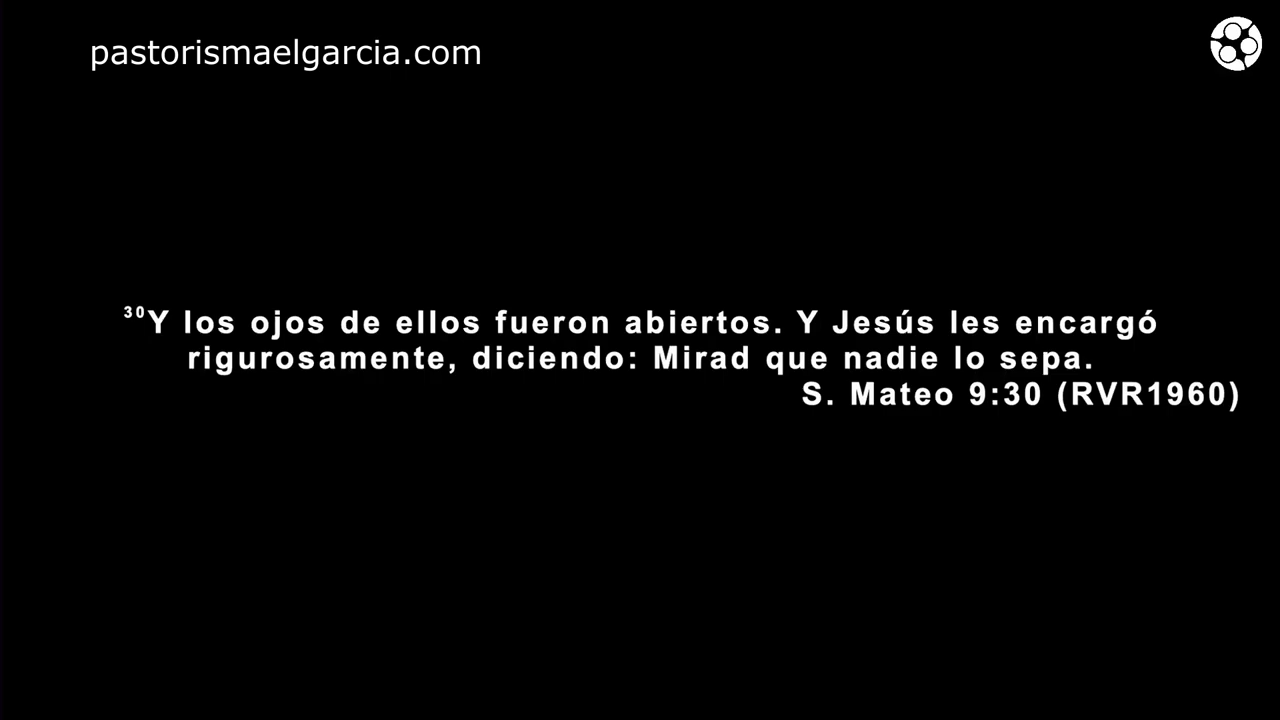 pastorismaelgarcia.com
³⁰Y los ojos de ellos fueron abiertos. Y Jesús les encargó
rigurosamente, diciendo: Mirad que nadie lo sepa.
S. Mateo 9:30 (RVR1960)